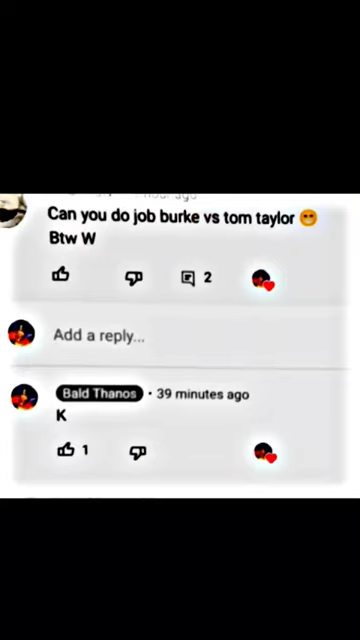 Can you do job burke vs tom taylor 😁
Btw W
2
Add a reply...
Bald Thanos · 39 minutes ago
K
1